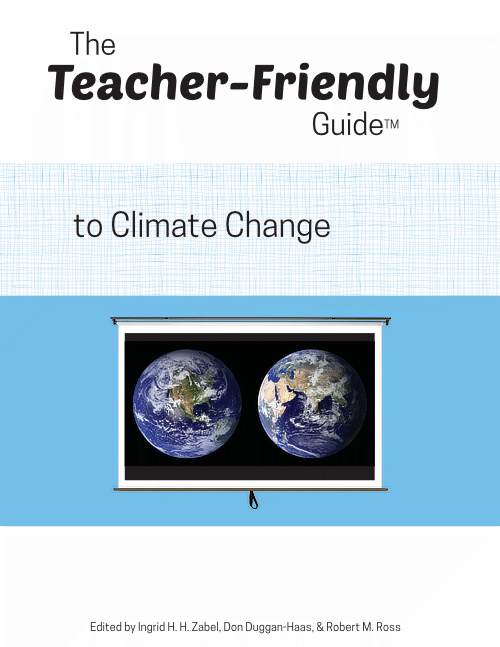 The
Teacher-Friendly
Guide™
to Climate Change
Edited by Ingrid H. H. Zabel, Don Duggan-Haas, & Robert M. Ross